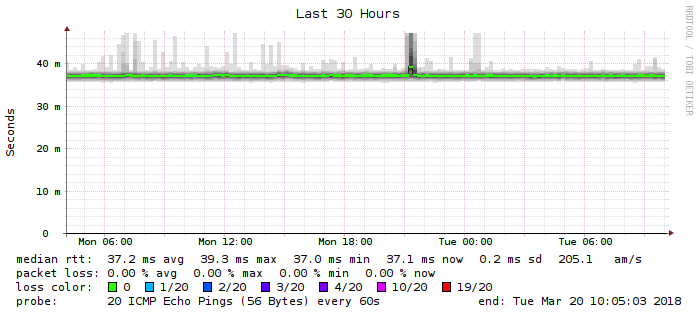 Last 30 Hours
RRDTOOL / TOBI OETIKER
Seconds
40 m
30 m
20 m
10 m
0
Mon 06:00 Mon 12:00 Mon 18:00 Tue 00:00 Tue 06:00
median rtt: 37.2 ms avg 39.3 ms max 37.0 ms min 37.1 ms now 0.2 ms sd 205.1 am/s
packet loss: 0.00 % avg 0.00 % max 0.00 % min 0.00 % now
loss color: 0 1/20 2/20 3/20 4/20 10/20 19/20
probe: 20 ICMP Echo Pings (56 Bytes) every 60s end: Tue Mar 20 10:05:03 2018